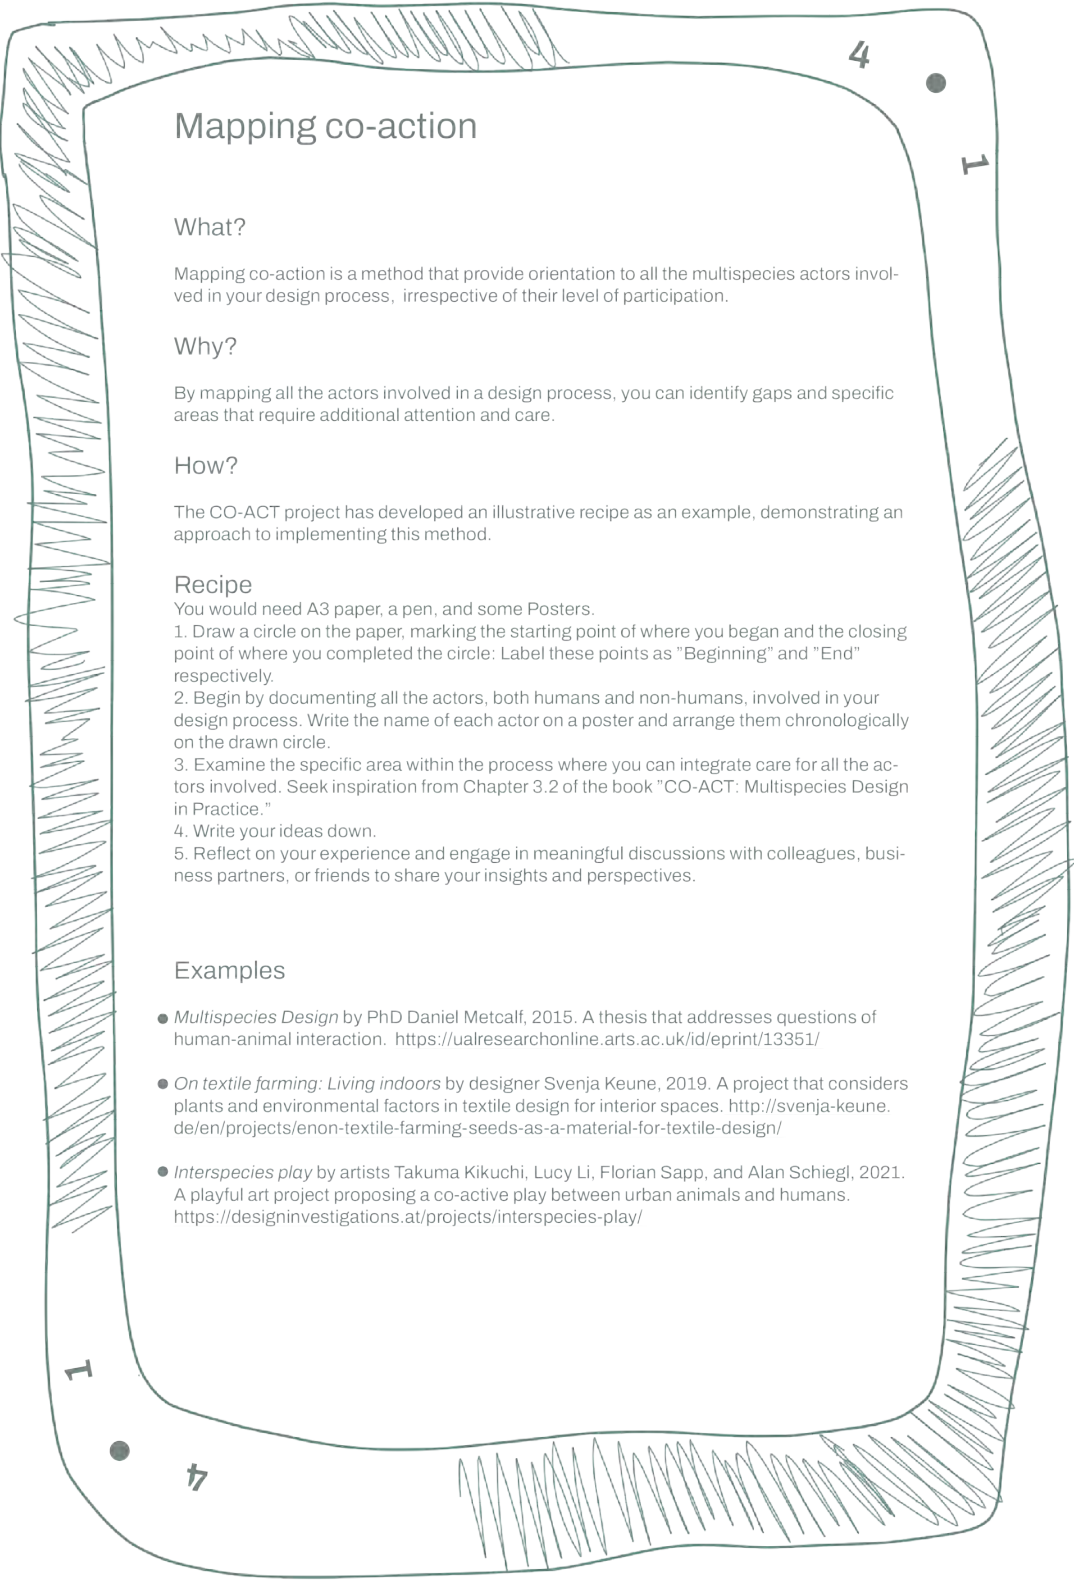 4
1
Mapping co-action
What?
Mapping co-action is a method that provide orientation to all the multispecies actors invol-
ved in your design process, irrespective of their level of participation.
Why?
By mapping all the actors involved in a design process, you can identify gaps and specific
areas that require additional attention and care.
How?
The CO-ACT project has developed an illustrative recipe as an example, demonstrating an
approach to implementing this method.
Recipe
You would need A3 paper, a pen, and some Posters.
1. Draw a circle on the paper, marking the starting point of where you began and the closing
point of where you completed the circle: Label these points as ”Beginning” and ”End”
respectively.
2. Begin by documenting all the actors, both humans and non-humans, involved in your
design process. Write the name of each actor on a poster and arrange them chronologically
on the drawn circle.
3. Examine the specific area within the process where you can integrate care for all the ac-
tors involved. Seek inspiration from Chapter 3.2 of the book ”CO-ACT: Multispecies Design
in Practice.”
4. Write your ideas down.
5. Reflect on your experience and engage in meaningful discussions with colleagues, busi-
ness partners, or friends to share your insights and perspectives.
Examples
● Multispecies Design by PhD Daniel Metcalf, 2015. A thesis that addresses questions of
human-animal interaction. https://ualresearchonline.arts.ac.uk/id/eprint/13351/
● On textile farming: Living indoors by designer Svenja Keune, 2019. A project that considers
plants and environmental factors in textile design for interior spaces. http://svenja-keune.
de/en/projects/enon-textile-farming-seeds-as-a-material-for-textile-design/
● Interspecies play by artists Takuma Kikuchi, Lucy Li, Florian Sapp, and Alan Schiegl, 2021.
A playful art project proposing a co-active play between urban animals and humans.
https://designinvestigations.at/projects/interspecies-play/
1
4